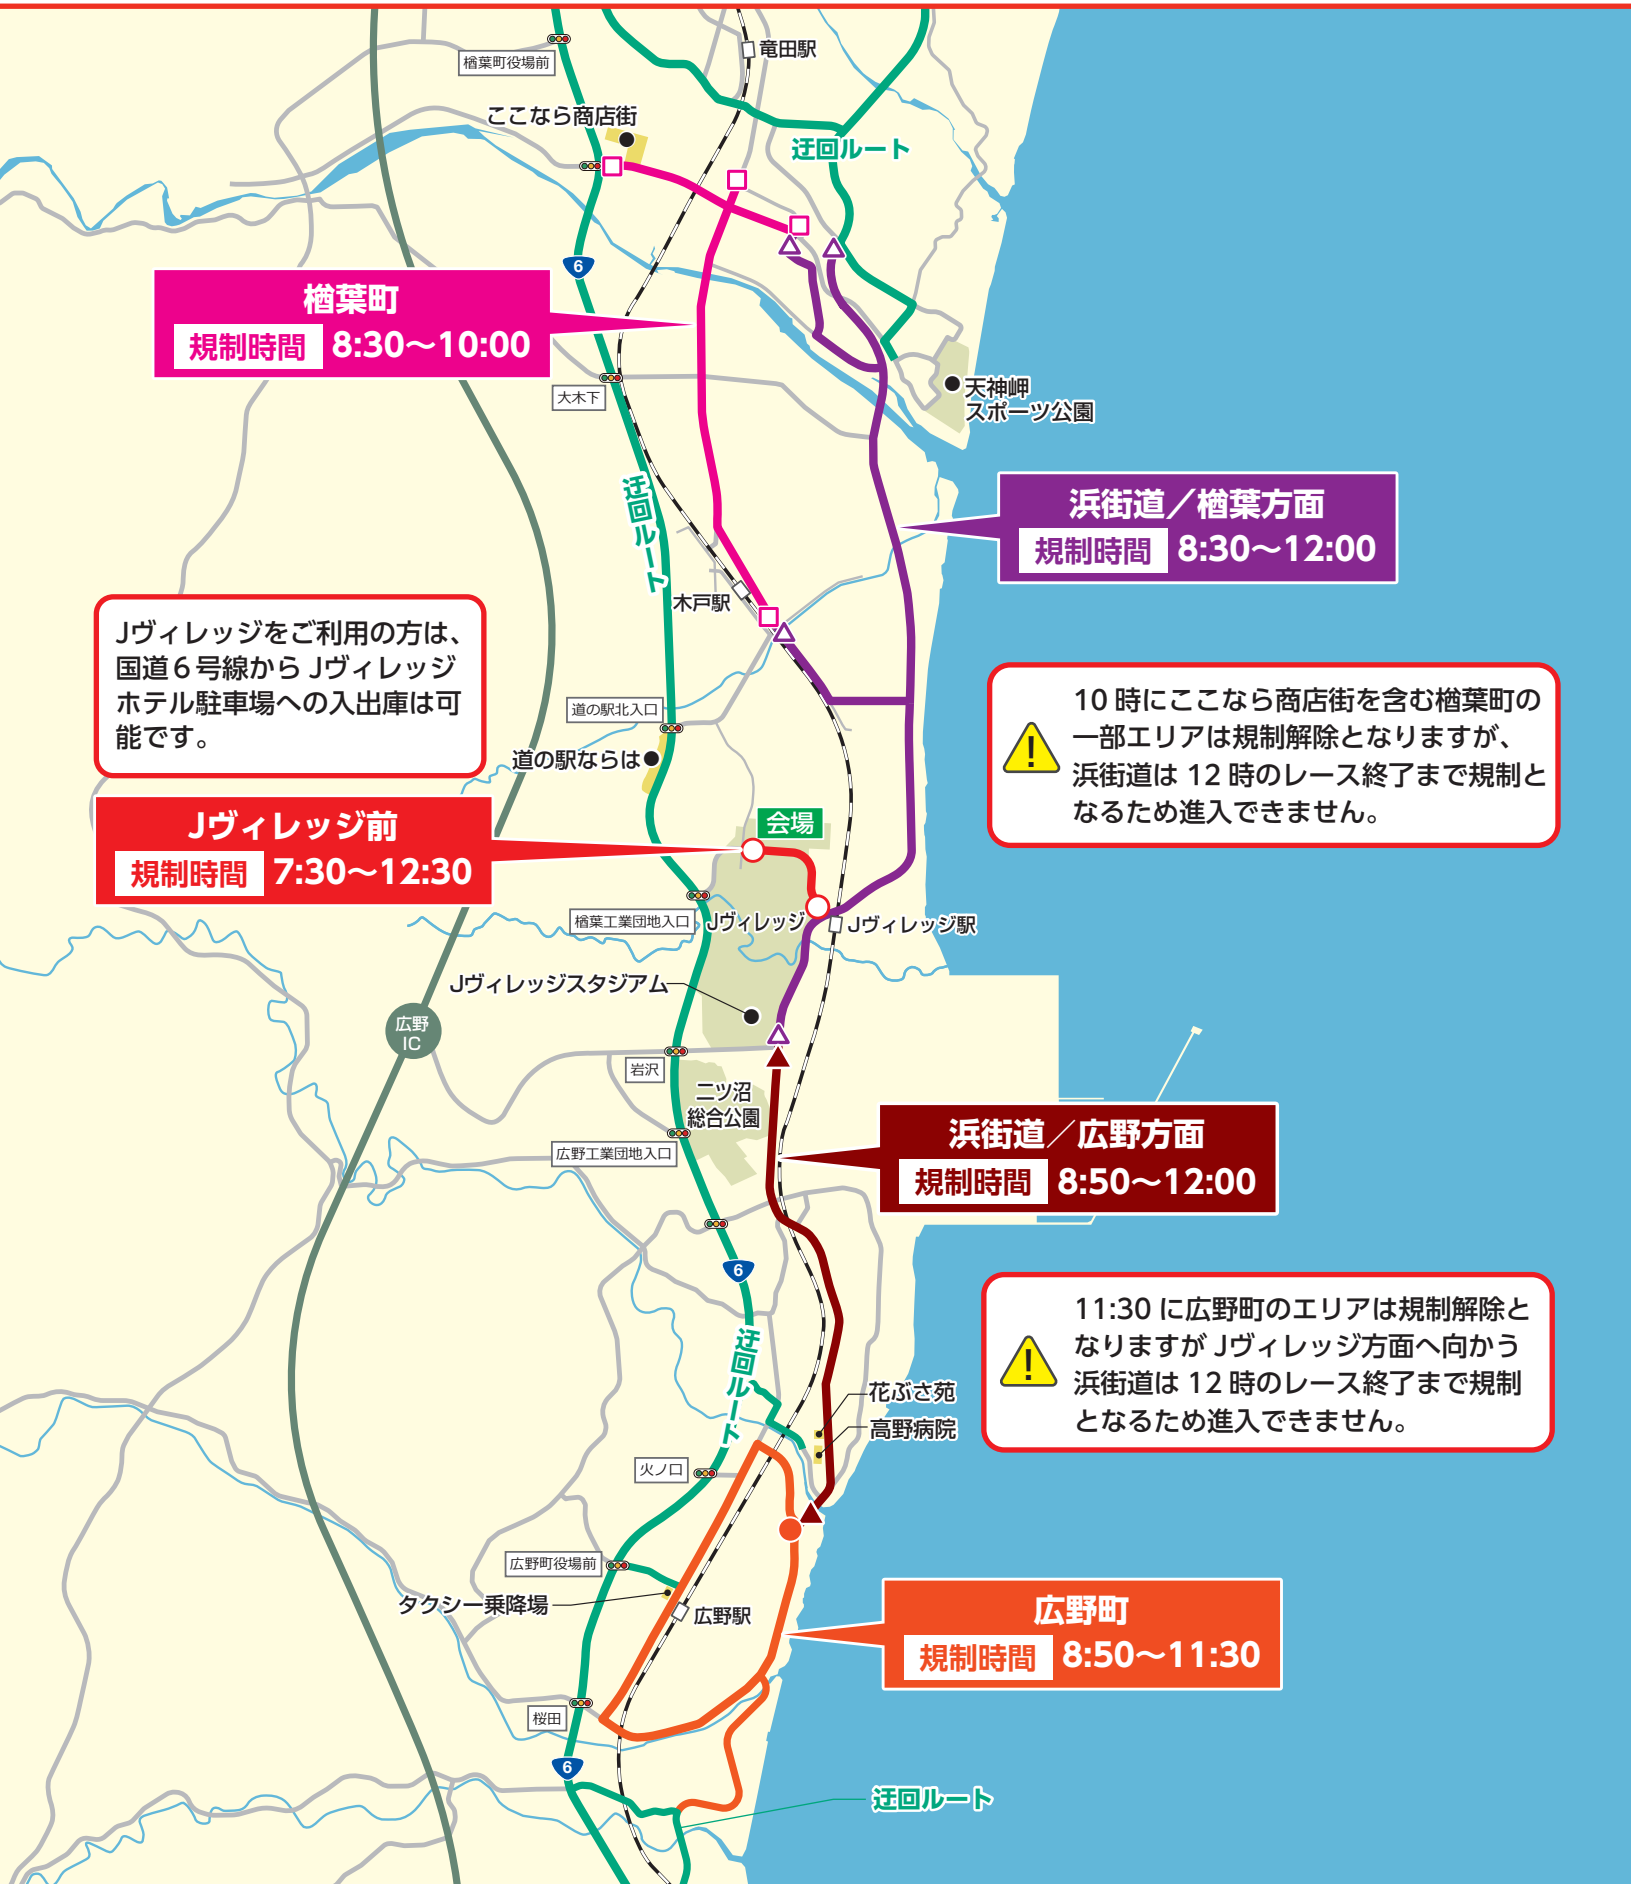 竜田駅
楢葉町役場前
ここなら商店街
迂回ルート
6
楢葉町
規制時間 8:30～10:00
大木下
天神岬
スポーツ公園
迂回ルート
浜街道／楢葉方面
規制時間 8:30～12:00
木戸駅
Jヴィレッジをご利用の方は、
国道6号線からJヴィレッジ
ホテル駐車場への入出庫は可
能です。
10時にここなら商店街を含む楢葉町の
一部エリアは規制解除となりますが、
浜街道は12時のレース終了まで規制と
なるため進入できません。
道の駅北入口
道の駅ならは
Jヴィレッジ前
規制時間 7:30～12:30
会場
楢葉工業団地入口
Jヴィレッジ
Jヴィレッジ駅
Jヴィレッジスタジアム
広野
IC
岩沢
二ツ沼
総合公園
広野工業団地入口
浜街道／広野方面
規制時間 8:50～12:00
6
11:30に広野町のエリアは規制解除と
なりますがJヴィレッジ方面へ向かう
浜街道は12時のレース終了まで規制
となるため進入できません。
迂回ルート
花ぶさ苑
高野病院
火ノ口
広野町役場前
タクシー乗降場
広野駅
広野町
規制時間 8:50～11:30
桜田
6
迂回ルート